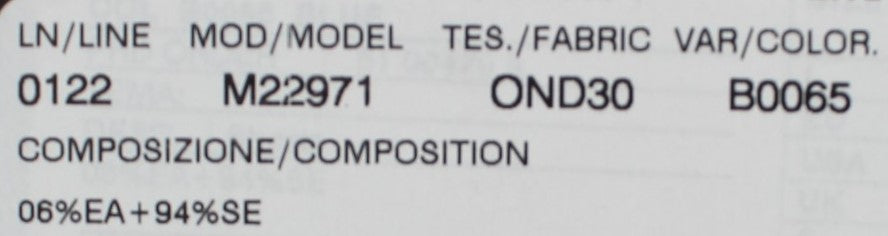 LN/LINE MOD/MODEL TES./FABRIC VAR/COLOR.
0122 M22971 OND30 B0065
COMPOSIZIONE/COMPOSITION
06%EA+94%SE